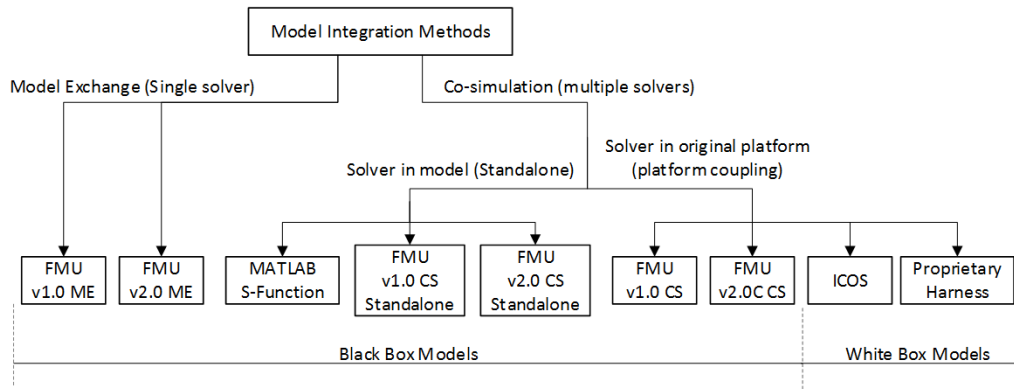 Model Integration Methods
Model Exchange (Single solver)
Co-simulation (multiple solvers)
Solver in original platform
(platform coupling)
Solver in model (Standalone)
FMU
v1.0 ME
FMU
v2.0 ME
MATLAB
S-Function
FMU
v1.0 CS
Standalone
FMU
v2.0 CS
Standalone
FMU
v1.0 CS
FMU
v2.0C CS
ICOS
Proprietary
Harness
Black Box Models
White Box Models